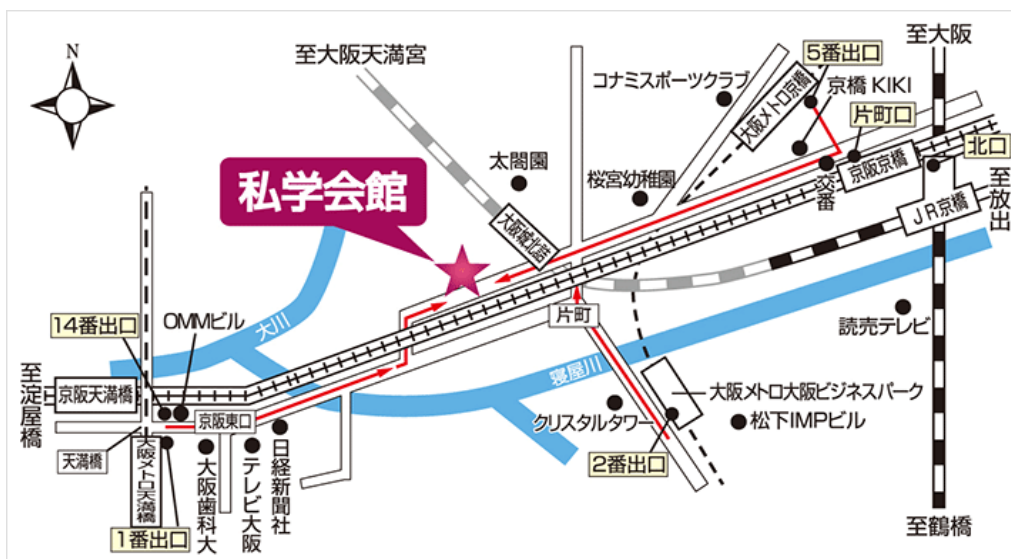 N
至大阪天満宮
コナミスポーツクラブ
大阪メトロ京橋
5番出口
京橋 KIKI
片町口
至大阪
北口
京阪京橋
交番
至放出
JR京橋
太閤園
桜宮幼稚園
大阪城北詰
私学会館
大川
片町
寝屋川
読売テレビ
14番出口
OMMビル
至淀屋橋
京阪天満橋
京阪東口
天満橋
大阪メトロ天満橋
1番出口
大阪歯科大
テレビ大阪
日経新聞社
クリスタルタワー
2番出口
大阪メトロ大阪ビジネスパーク
松下IMPビル
至鶴橋